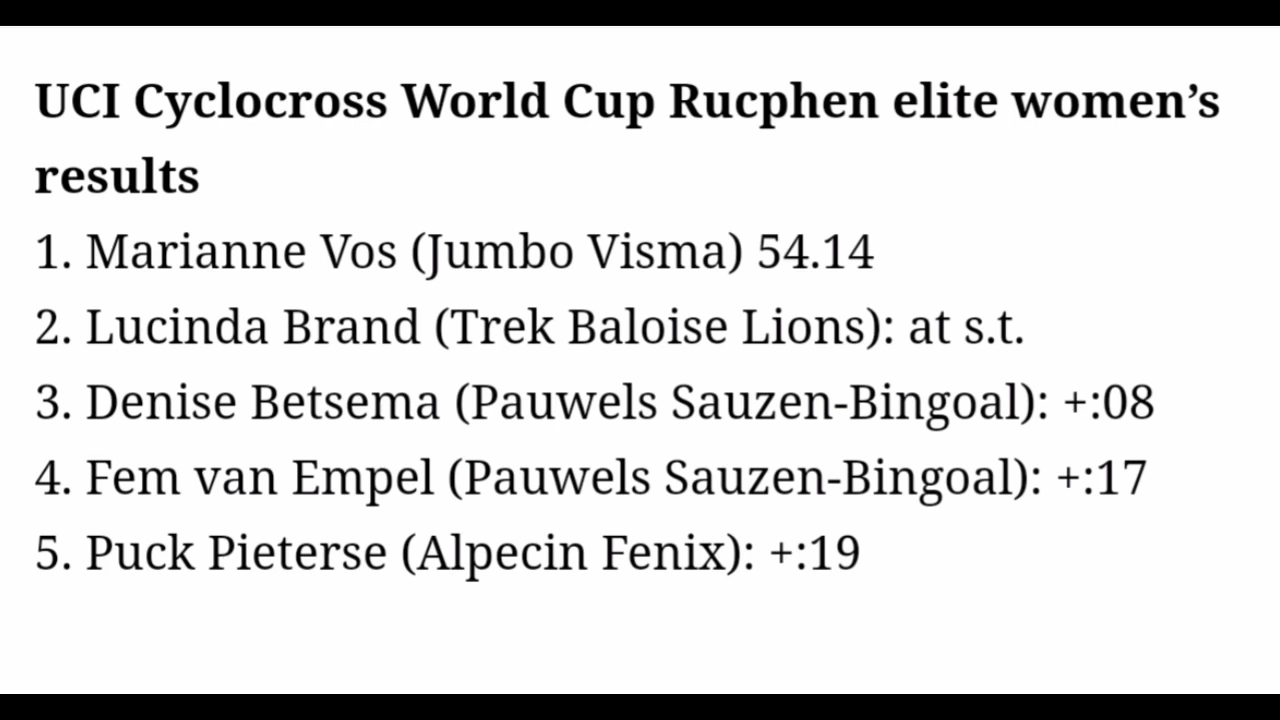 UCI Cyclocross World Cup Rucphen elite women’s
results
1. Marianne Vos (Jumbo Visma) 54.14
2. Lucinda Brand (Trek Baloise Lions): at s.t.
3. Denise Betsema (Pauwels Sauzen-Bingoal): +:08
4. Fem van Empel (Pauwels Sauzen-Bingoal): +:17
5. Puck Pieterse (Alpecin Fenix): +:19